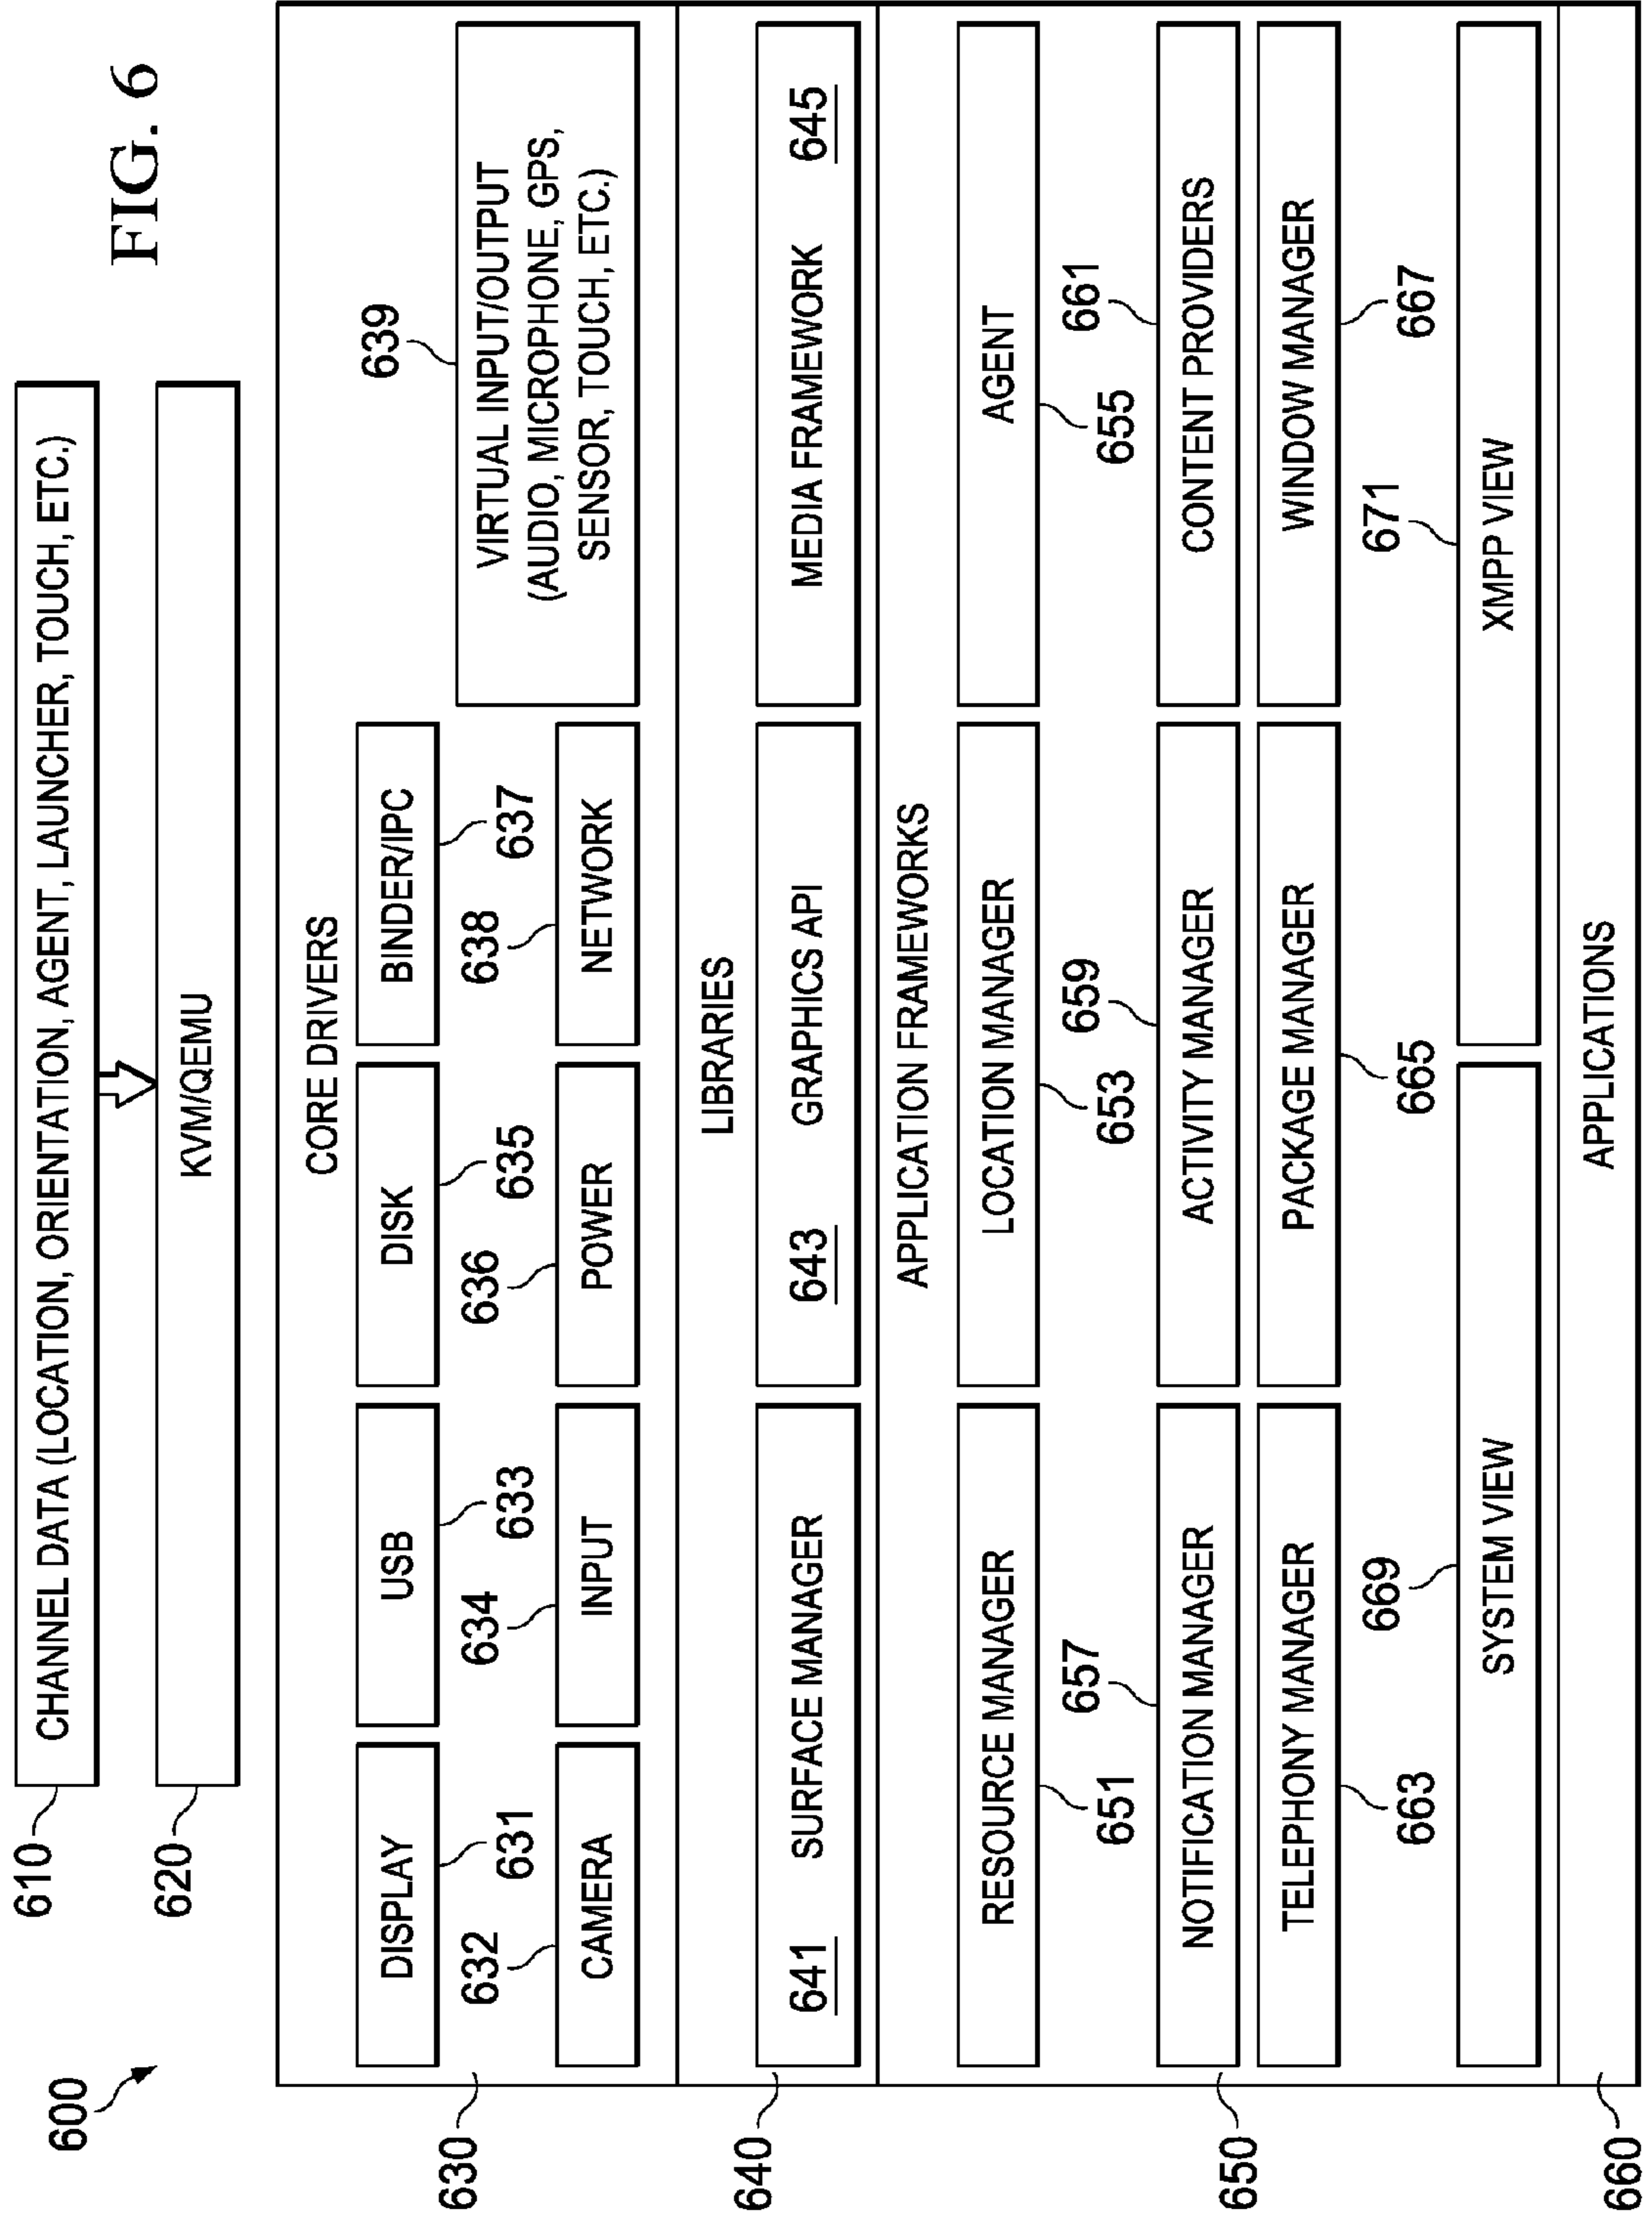 FIG. 6
600
610
CHANNEL DATA (LOCATION, ORIENTATION, AGENT, LAUNCHER, TOUCH, ETC.)
620
KVM/QEMU
630
CORE DRIVERS
639
DISPLAY
USB
DISK
BINDER/IPC
631
633
635
637
632
634
636
638
VIRTUAL INPUT/OUTPUT
(AUDIO, MICROPHONE, GPS,
SENSOR, TOUCH, ETC.)
CAMERA
INPUT
POWER
NETWORK
640
LIBRARIES
641 SURFACE MANAGER
643 GRAPHICS API
MEDIA FRAMEWORK 645
650
APPLICATION FRAMEWORKS
RESOURCE MANAGER
LOCATION MANAGER
AGENT
651
657
653
659
655
661
NOTIFICATION MANAGER
ACTIVITY MANAGER
CONTENT PROVIDERS
TELEPHONY MANAGER
PACKAGE MANAGER
WINDOW MANAGER
663
669
665
671
667
SYSTEM VIEW
XMPP VIEW
660
APPLICATIONS